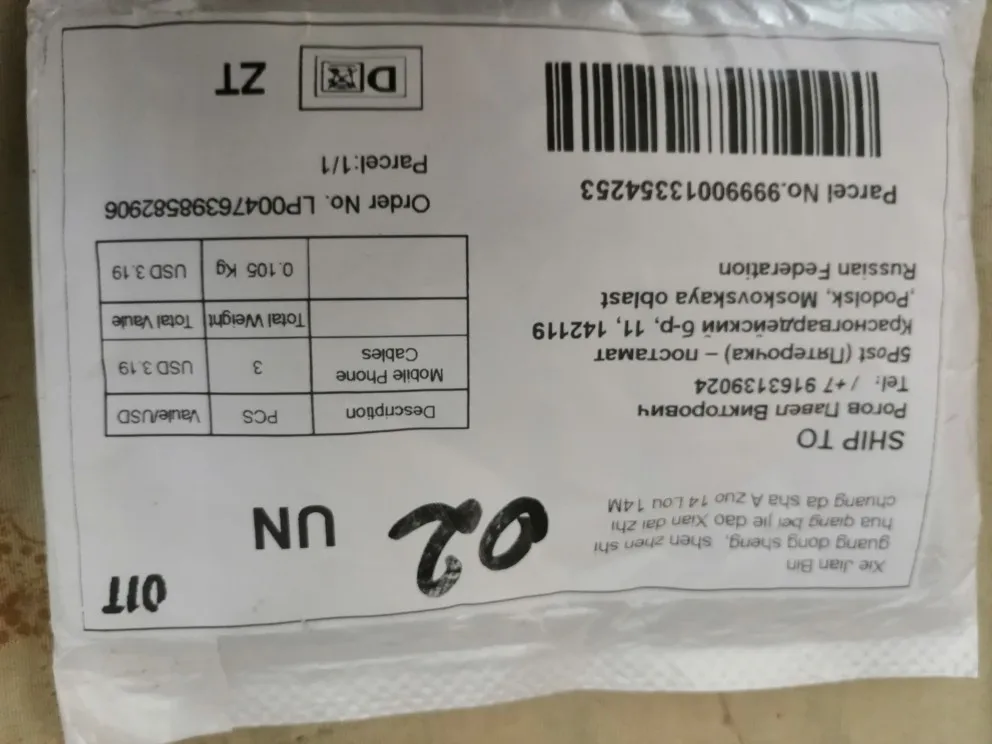 Xie Jian Bin
guang dong sheng, shen zhen shi
hua qiang bei jie dao Xian dai zhi
chuang da sha A zuo 14 Lou 14M
02
UN
SHIP TO
Рогов Павел Викторович
Tel: /+7 9163139024
5Post (Пятерочка) – постамат
Красногвардейский б-р, 11, 142119
,Podolsk, Moskovskaya oblast
Russian Federation
Description PCS Vaule/USD
Mobile Phone
Cables 3 USD 3.19
Total Weight Total Vaule
0.105 Kg USD 3.19
Parcel No.99990013354253
Order No. LP00476398582906
Parcel:1/1
D
ZT